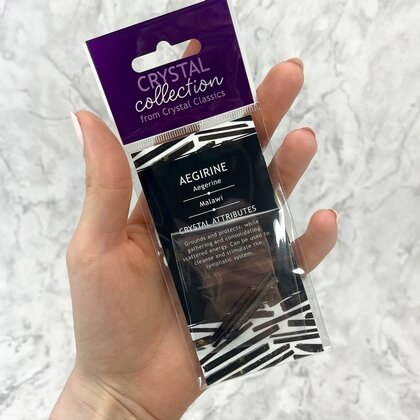 CRYSTAL
collection
from Crystal Classics
AEGIRINE
Aegerine
Malawi
CRYSTAL ATTRIBUTES
Grounds and protects, while
gathering and consolidating
scattered energy. Can be used to
cleanse and stimulate the
lymphatic system.